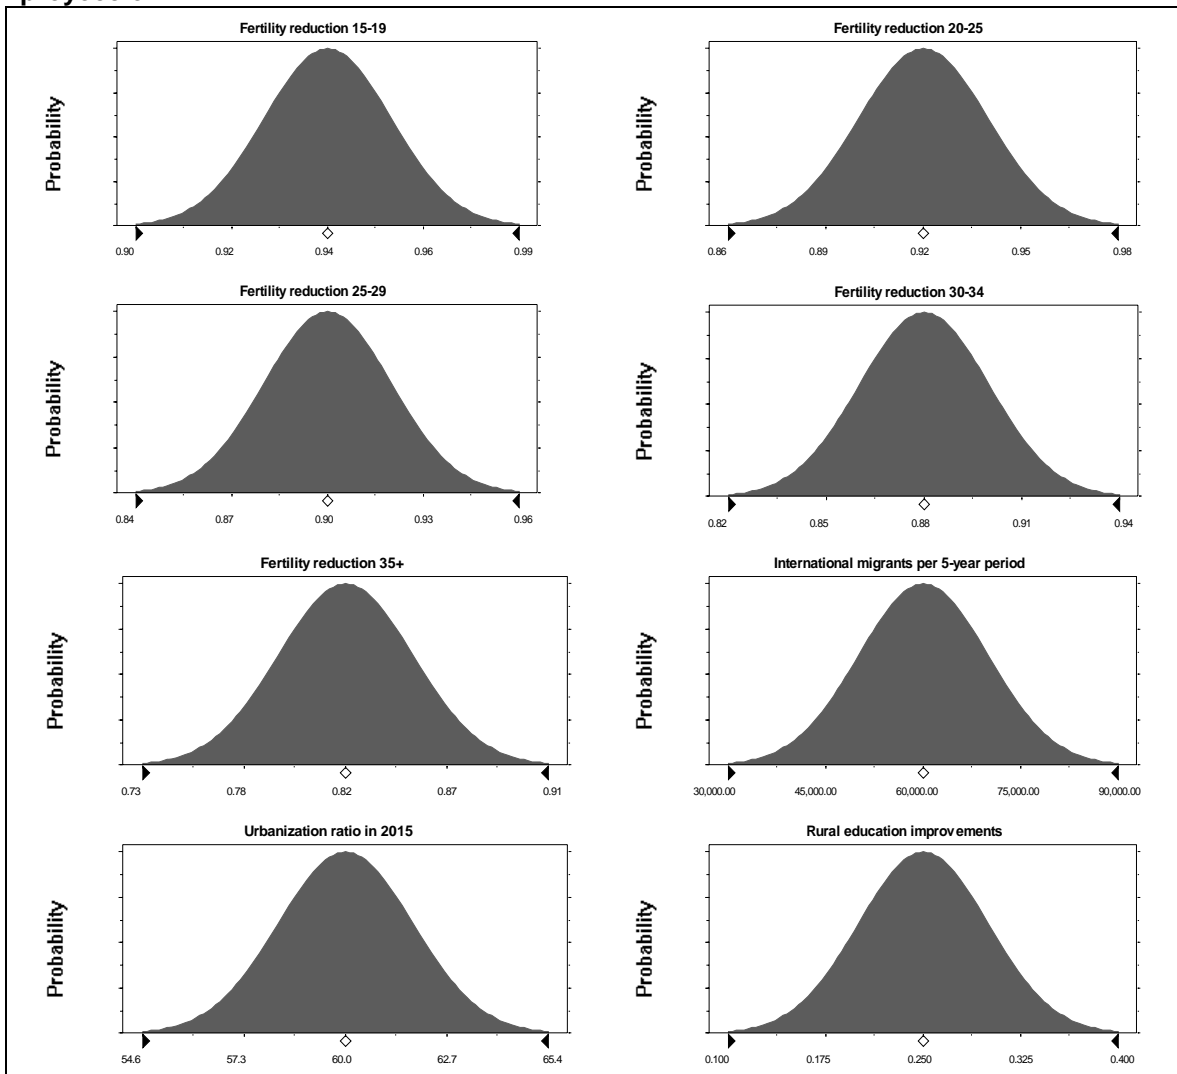 Fertility reduction 15-19
Probability
0.90 0.92 0.94 0.96 0.99
Fertility reduction 20-25
Probability
0.86 0.89 0.92 0.95 0.98
Fertility reduction 25-29
Probability
0.84 0.87 0.90 0.93 0.96
Fertility reduction 30-34
Probability
0.82 0.85 0.88 0.91 0.94
Fertility reduction 35+
Probability
0.73 0.78 0.82 0.87 0.91
International migrants per 5-year period
Probability
30,000.00 45,000.00 60,000.00 75,000.00 90,000.00
Urbanization ratio in 2015
Probability
54.6 57.3 60.0 62.7 65.4
Rural education improvements
Probability
0.100 0.175 0.250 0.325 0.400